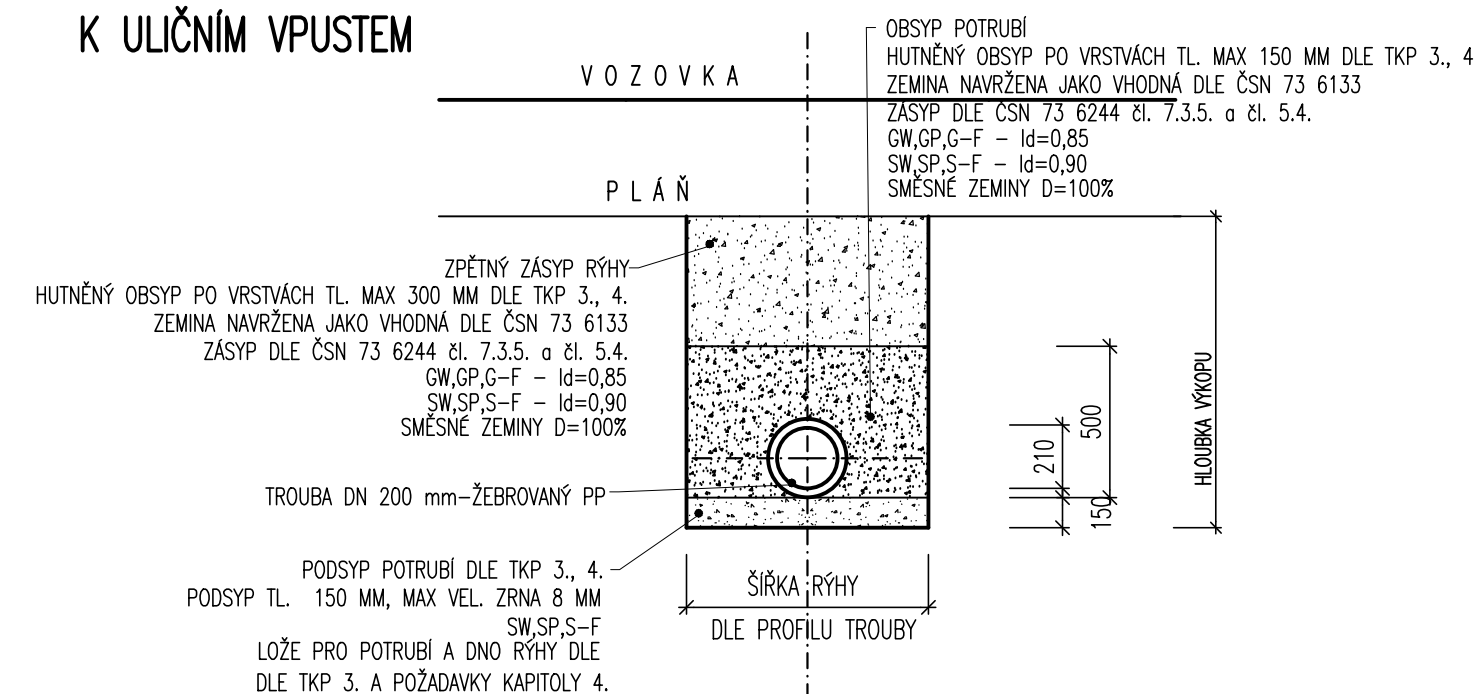 K ULIČNÍM VPUSTEM
VOZOVKA
OBSYP POTRUBÍ
HUTNĚNÝ OBSYP PO VRSTVÁCH TL. MAX 150 MM DLE TKP 3., 4
ZEMINA NAVRŽENA JAKO VHODNÁ DLE ČSN 73 6133
ZÁSYP DLE ČSN 73 6244 čl. 7.3.5. a čl. 5.4.
GW,GP,G-F - Id=0,85
SW,SP,S-F - Id=0,90
SMĚSNÉ ZEMINY D=100%
PLÁŇ
ZPĚTNÝ ZÁSYP RÝHY
HUTNĚNÝ OBSYP PO VRSTVÁCH TL. MAX 300 MM DLE TKP 3., 4.
ZEMINA NAVRŽENA JAKO VHODNÁ DLE ČSN 73 6133
ZÁSYP DLE ČSN 73 6244 čl. 7.3.5. a čl. 5.4.
GW,GP,G-F - Id=0,85
SW,SP,S-F - Id=0,90
SMĚSNÉ ZEMINY D=100%
TROUBA DN 200 mm-ŽEBROVANÝ PP
210
500
150
HLOUBKA VÝKOPU
PODSYP POTRUBÍ DLE TKP 3., 4.
PODSYP TL. 150 MM, MAX VEL. ZRNA 8 MM
SW,SP,S-F
LOŽE PRO POTRUBÍ A DNO RÝHY DLE
DLE TKP 3. A POŽADAVKY KAPITOLY 4.
ŠÍŘKA RÝHY
DLE PROFILU TROUBY